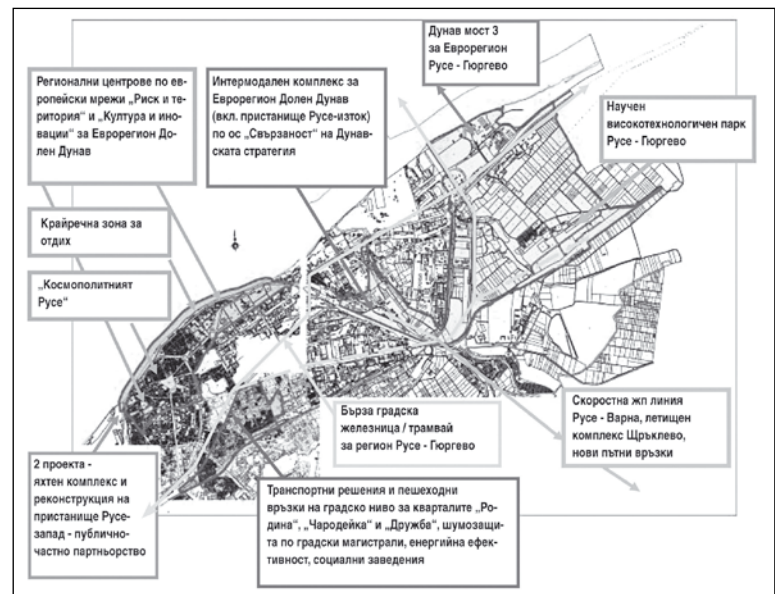 Дунав мост 3
за Еврорегион
Русе - Гюргево
Регионални центрове по ев-
ропейски мрежи „Риск и те-
ритория“ и „Култура и ино-
вации“ за Еврорегион До-
лен Дунав
Интермодален комплекс за
Еврорегион Долен Дунав
(вкл. пристанище Русе-изток)
по ос „Свързаност“ на Дунав-
ската стратегия
Научен
високотехнологичен парк
Русе - Гюргево
Крайречна зона за
отдих
„Космополитният
Русе“
Бърза градска
железница / трамвай
за регион Русе - Гюргево
Скоростна жп линия
Русе - Варна, летищен
комплекс Щръклево,
нови пътни връзки
2 проекта -
яхтен комплекс и
реконструкция на
пристанище Русе-
запад - публично-
частно партньорство
Транспортни решения и пешеходни
връзки на градско ниво за кварталите „Ро-
дина“, „Чародейка“ и „Дружба“, шумозащи-
та по градски магистрали, енергийна ефек-
тивност, социални заведения